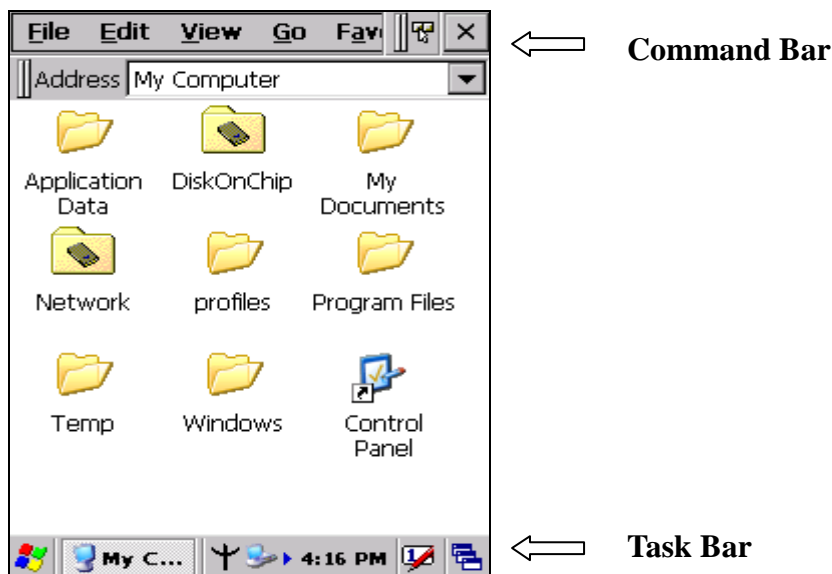 File Edit View Go Fav
Command Bar
Address My Computer
Application Data
DiskOnChip
My Documents
Network
profiles
Program Files
Temp
Windows
Control Panel
My C... 4:16 PM
Task Bar